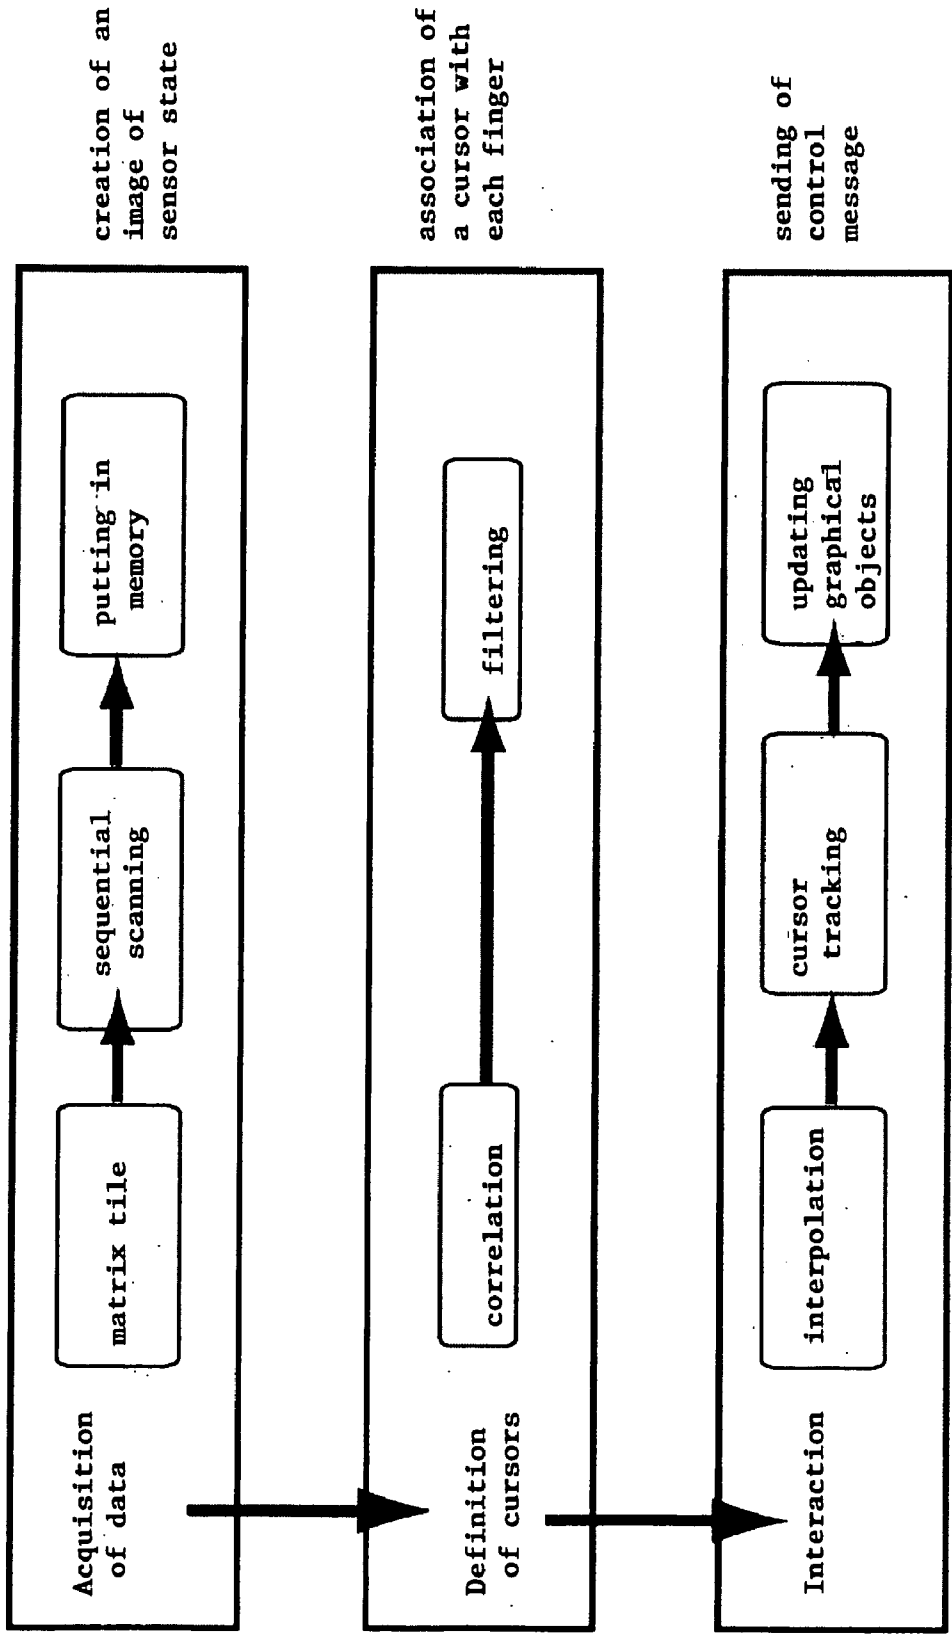 Acquisition
of data
matrix tile
sequential
scanning
putting in
memory
creation of an
image of
sensor state
Definition
of cursors
correlation
filtering
association of
a cursor with
each finger
Interaction
interpolation
cursor
tracking
updating
graphical
objects
sending of
control
message